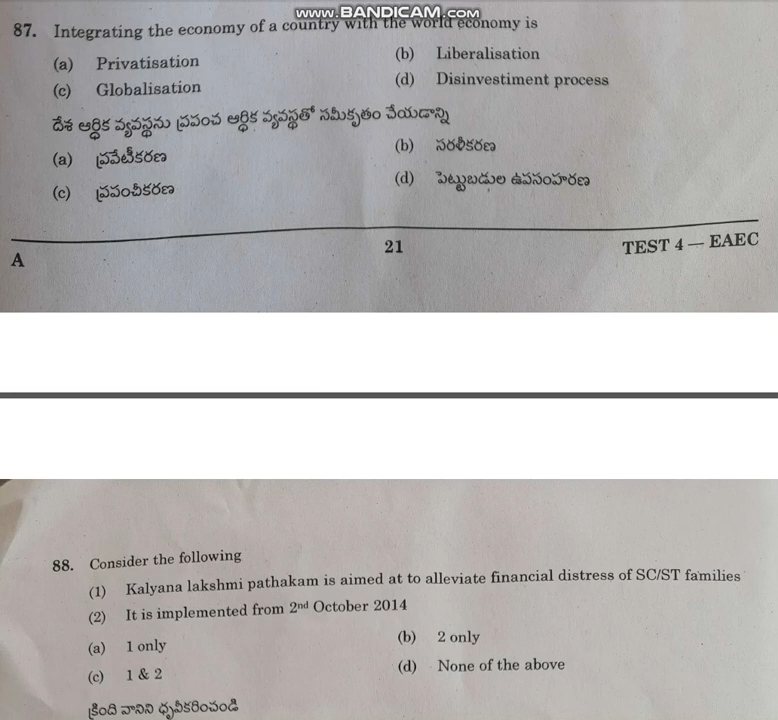 www.BANDICAM.com
87. Integrating the economy of a country with the world economy is
(a) Privatisation (b) Liberalisation
(c) Globalisation (d) Disinvestiment process
దేశ ఆర్థిక వ్యవస్థను ప్రపంచ ఆర్థిక వ్యవస్థతో సమీకృతం చేయడాన్ని
(a) ప్రవేటీకరణ (b) సరళీకరణ
(c) ప్రపంచీకరణ (d) పెట్టుబడుల ఉపసంహరణ
A 21 TEST 4 — EAEC
88. Consider the following
(1) Kalyana lakshmi pathakam is aimed at to alleviate financial distress of SC/ST families
(2) It is implemented from 2nd October 2014
(a) 1 only (b) 2 only
(c) 1 & 2 (d) None of the above
క్రింది వానిని ధృవీకరించండి